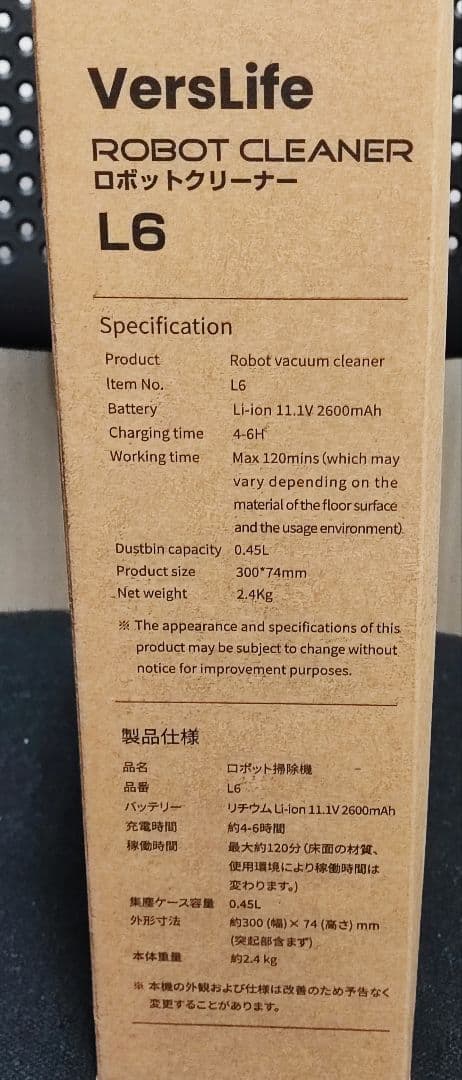 VersLife
ROBOT CLEANER
ロボットクリーナー
L6
Specification
Product Robot vacuum cleaner
Item No. L6
Battery Li-ion 11.1V 2600mAh
Charging time 4-6H
Working time Max 120mins (which may
vary depending on the
material of the floor surface
and the usage environment)
Dustbin capacity 0.45L
Product size 300*74mm
Net weight 2.4Kg
※ The appearance and specifications of this
product may be subject to change without
notice for improvement purposes.
製品仕様
品名 ロボット掃除機
品番 L6
バッテリー リチウム Li-ion 11.1V 2600mAh
充電時間 約4-6時間
稼働時間 最大約120分 (床面の材質、
使用環境により稼働時間は
変わります。)
集塵ケース容量 0.45L
外形寸法 約300 (幅) × 74 (高さ) mm
(突起部含まず)
本体重量 約2.4 kg
※ 本機の外観および仕様は改善のため予告なく
変更することがあります。